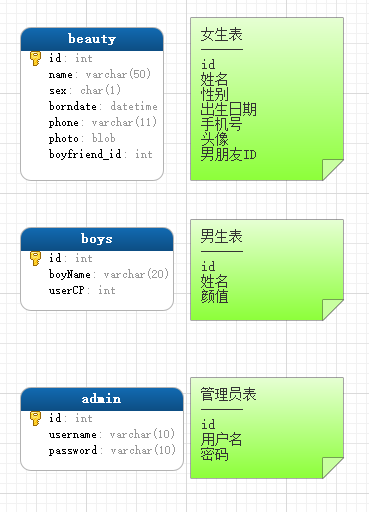 beauty
id: int
name: varchar(50)
sex: char(1)
borndate: datetime
phone: varchar(11)
photo: blob
boyfriend_id: int
女生表
id
姓名
性别
出生日期
手机号
头像
男朋友ID
boys
id: int
boyName: varchar(20)
userCP: int
男生表
id
姓名
颜值
admin
id: int
username: varchar(10)
password: varchar(10)
管理员表
id
用户名
密码